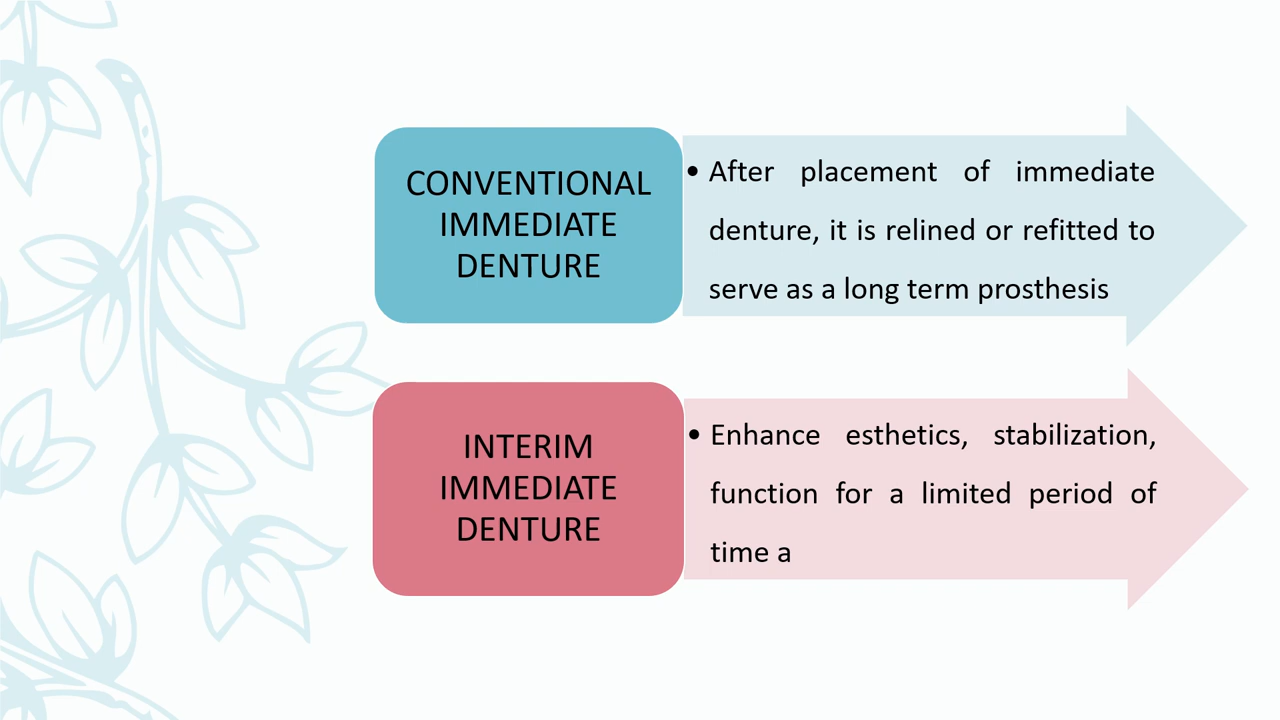 CONVENTIONAL
IMMEDIATE
DENTURE
• After placement of immediate
denture, it is relined or refitted to
serve as a long term prosthesis
INTERIM
IMMEDIATE
DENTURE
• Enhance esthetics, stabilization,
function for a limited period of
time a